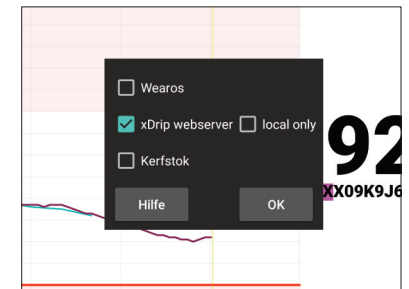 Wearos
xDrip webserver local only
Kerfstok
92
XX09K9J6
Hilfe OK